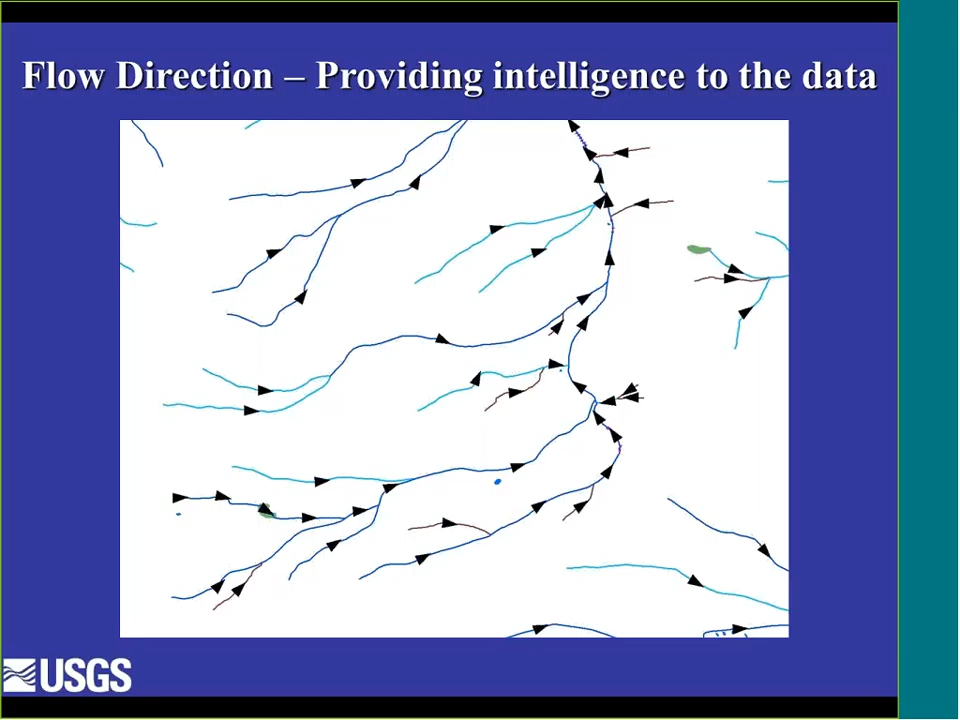 Flow Direction – Providing intelligence to the data
USGS